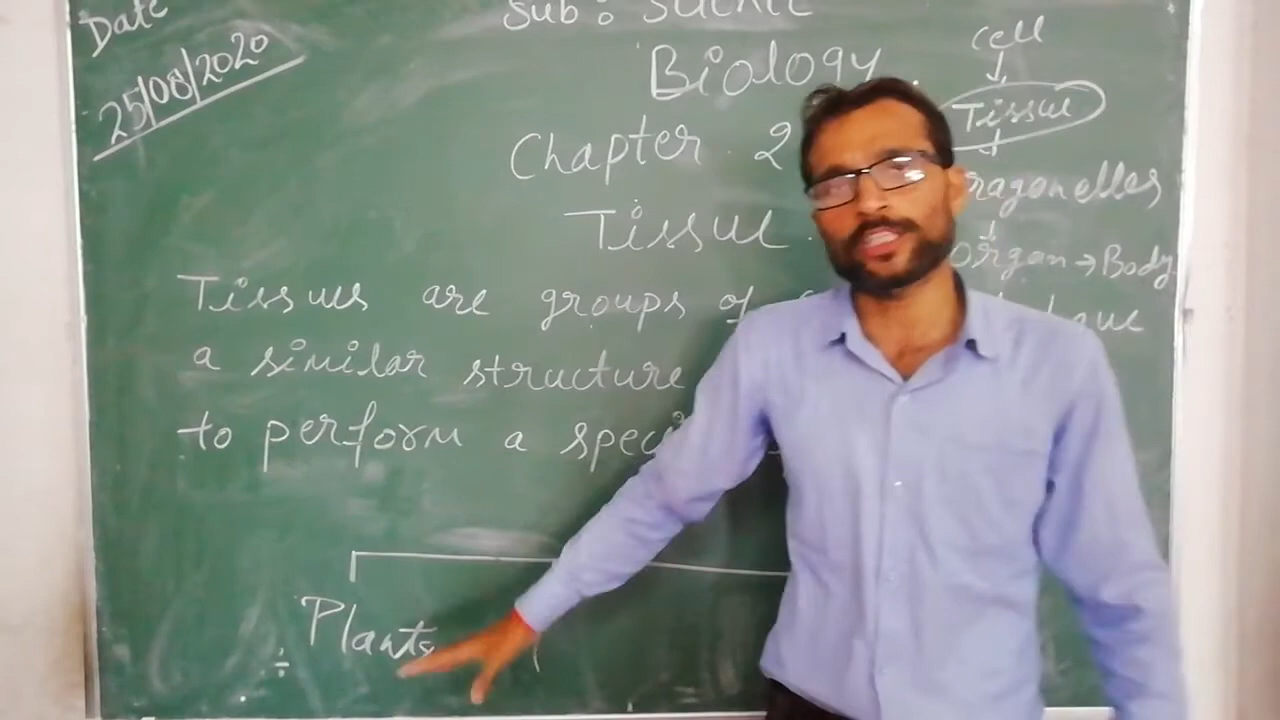 Date
25/08/2020
Sub:
Biology.
Chapter 2
Tissue.
Tissues are groups of
a similar structure
to perform a
Plants
cell
Tissue
Organ → Body